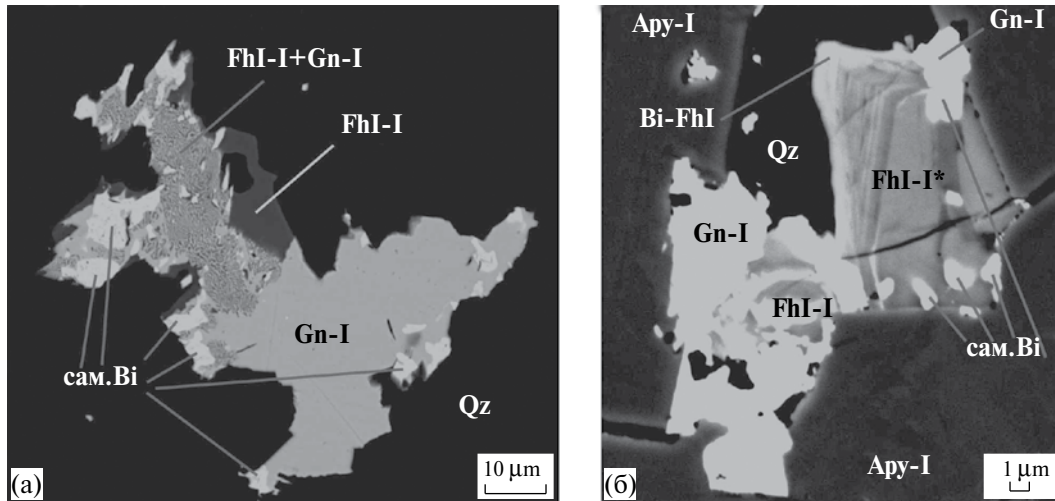 FhI-I+Gn-I
FhI-I
Gn-I
сам.Bi
Qz
(а)
10 μm
Apy-I
Gn-I
Bi-FhI
Qz
FhI-I*
Gn-I
FhI-I
сам.Bi
Apy-I
(б)
1 μm